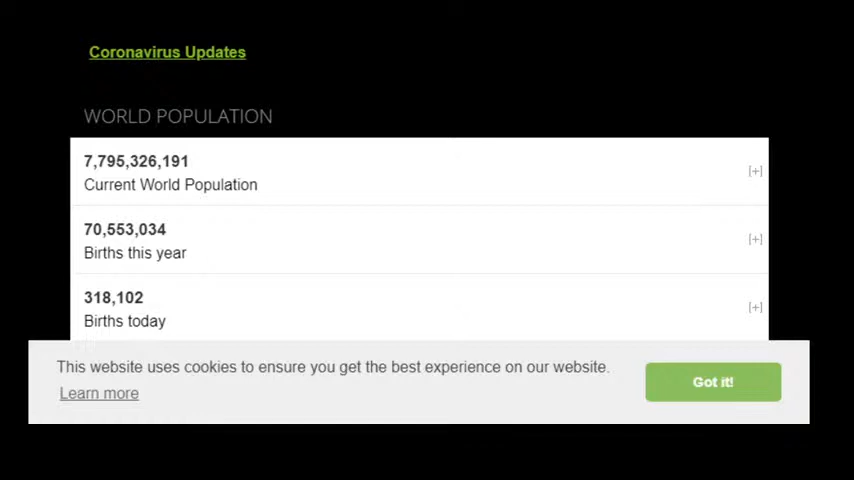 Coronavirus Updates
WORLD POPULATION
7,795,326,191
Current World Population
[+]
70,553,034
Births this year
[+]
318,102
Births today
[+]
This website uses cookies to ensure you get the best experience on our website.
Learn more
Got it!